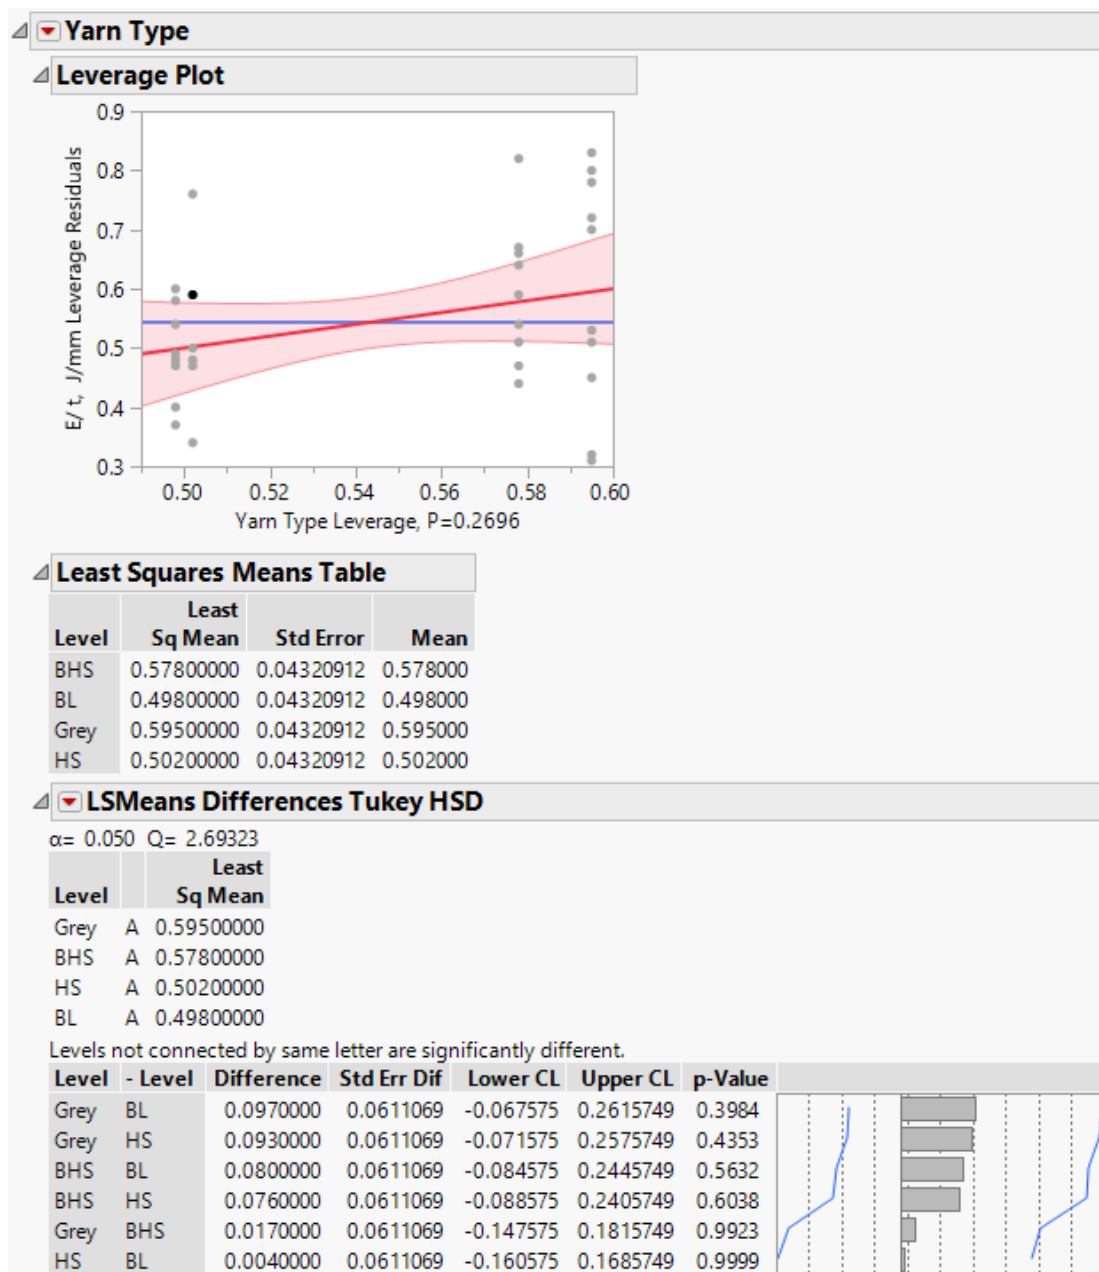 Yarn Type
Leverage Plot
0.9
0.8
0.7
0.6
0.5
0.4
0.3
E/ t, J/mm Leverage Residuals
0.50 0.52 0.54 0.56 0.58 0.60
Yarn Type Leverage, P=0.2696
Least Squares Means Table
Least
Level Sq Mean Std Error Mean
BHS 0.57800000 0.04320912 0.578000
BL 0.49800000 0.04320912 0.498000
Grey 0.59500000 0.04320912 0.595000
HS 0.50200000 0.04320912 0.502000
LSMeans Differences Tukey HSD
α= 0.050 Q= 2.69323
Least
Level Sq Mean
Grey A 0.59500000
BHS A 0.57800000
HS A 0.50200000
BL A 0.49800000
Levels not connected by same letter are significantly different.
Level - Level Difference Std Err Dif Lower CL Upper CL p-Value
Grey BL 0.0970000 0.0611069 -0.067575 0.2615749 0.3984
Grey HS 0.0930000 0.0611069 -0.071575 0.2575749 0.4353
BHS BL 0.0800000 0.0611069 -0.084575 0.2445749 0.5632
BHS HS 0.0760000 0.0611069 -0.088575 0.2405749 0.6038
Grey BHS 0.0170000 0.0611069 -0.147575 0.1815749 0.9923
HS BL 0.0040000 0.0611069 -0.160575 0.1685749 0.9999